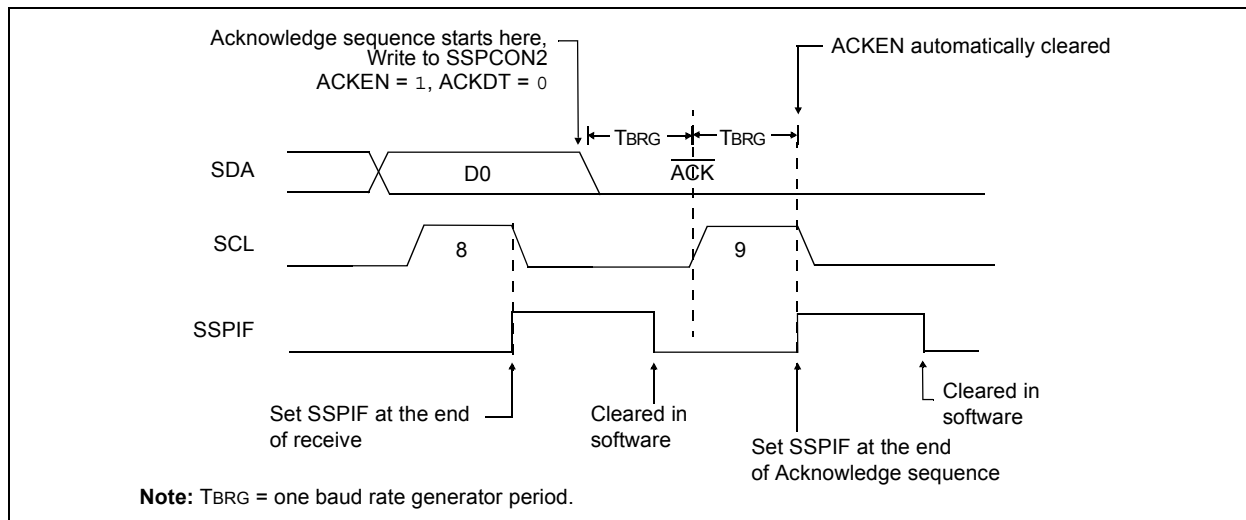 Acknowledge sequence starts here,
Write to SSPCON2
ACKEN = 1, ACKDT = 0
ACKEN automatically cleared
TBRG
TBRG
SDA
D0
ACK
SCL
8
9
SSPIF
Set SSPIF at the end
of receive
Cleared in
software
Set SSPIF at the end
of Acknowledge sequence
Cleared in
software
Note: TBRG = one baud rate generator period.